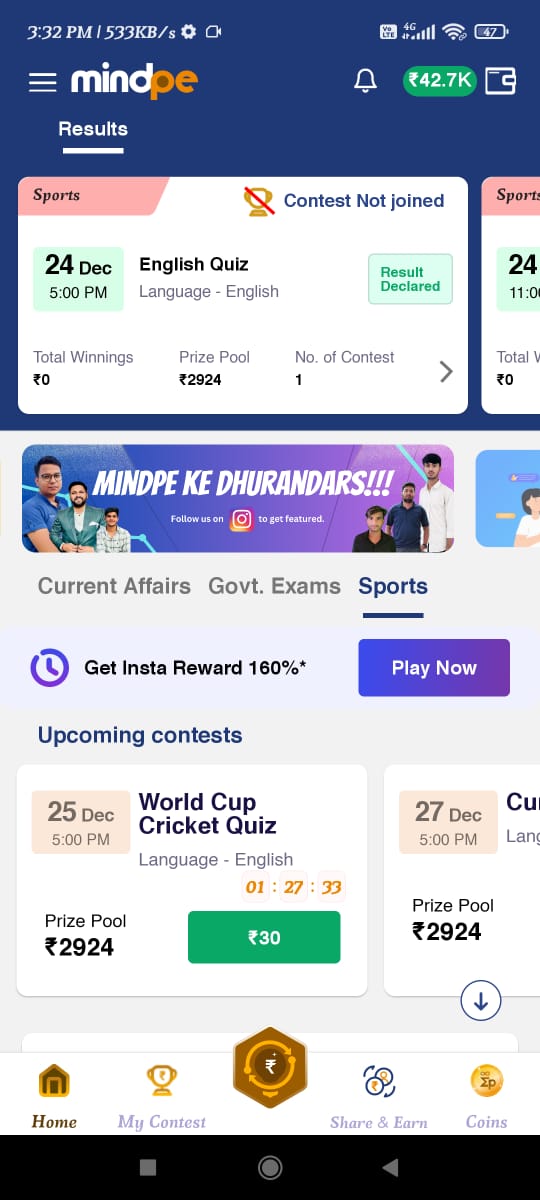 3:32 PM | 533KB/s
Vo LTE 4G 47
mindpe
₹42.7K
Results
Sports
Contest Not joined
24 Dec
5:00 PM
English Quiz
Language - English
Result
Declared
Total Winnings
₹0
Prize Pool
₹2924
No. of Contest
1
Sports
24
11:0
Total W
₹0
MINDPE KE DHURANDARS!!!
Follow us on to get featured.
Current Affairs Govt. Exams Sports
Get Insta Reward 160%*
Play Now
Upcoming contests
25 Dec
5:00 PM
World Cup
Cricket Quiz
Language - English
01 : 27 : 33
Prize Pool
₹2924
₹30
27 Dec
5:00 PM
Cu
Lang
Prize Pool
₹2924
₹
Home
My Contest
Share & Earn
Σp
Coins